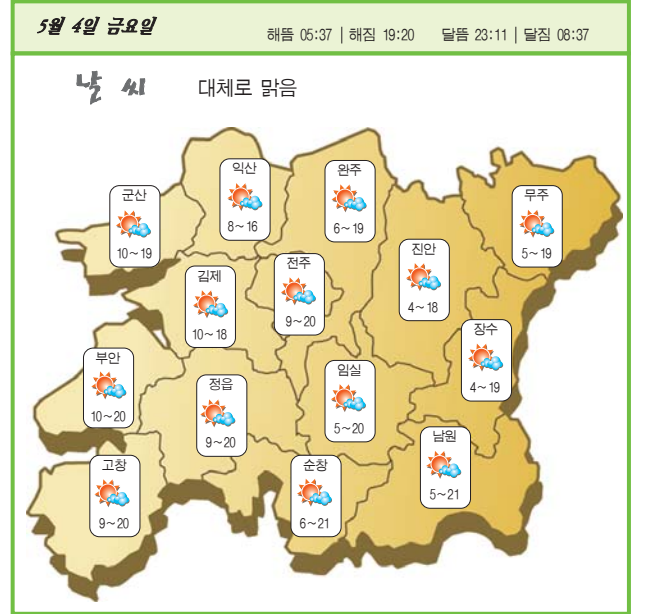 5월 4일 금요일
해뜸 05:37 | 해짐 19:20 달뜸 23:11 | 달짐 08:37
날 씨 대체로 맑음
익산
8~16
완주
6~19
군산
10~19
무주
5~19
진안
4~18
전주
9~20
김제
10~18
장수
4~19
부안
10~20
임실
5~20
정읍
9~20
남원
5~21
고창
9~20
순창
6~21